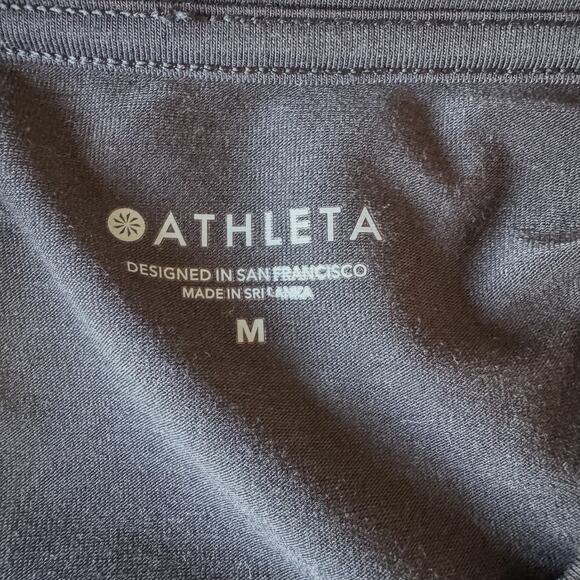 ATHLETA
DESIGNED IN SAN FRANCISCO
MADE IN SRI LANKA
M